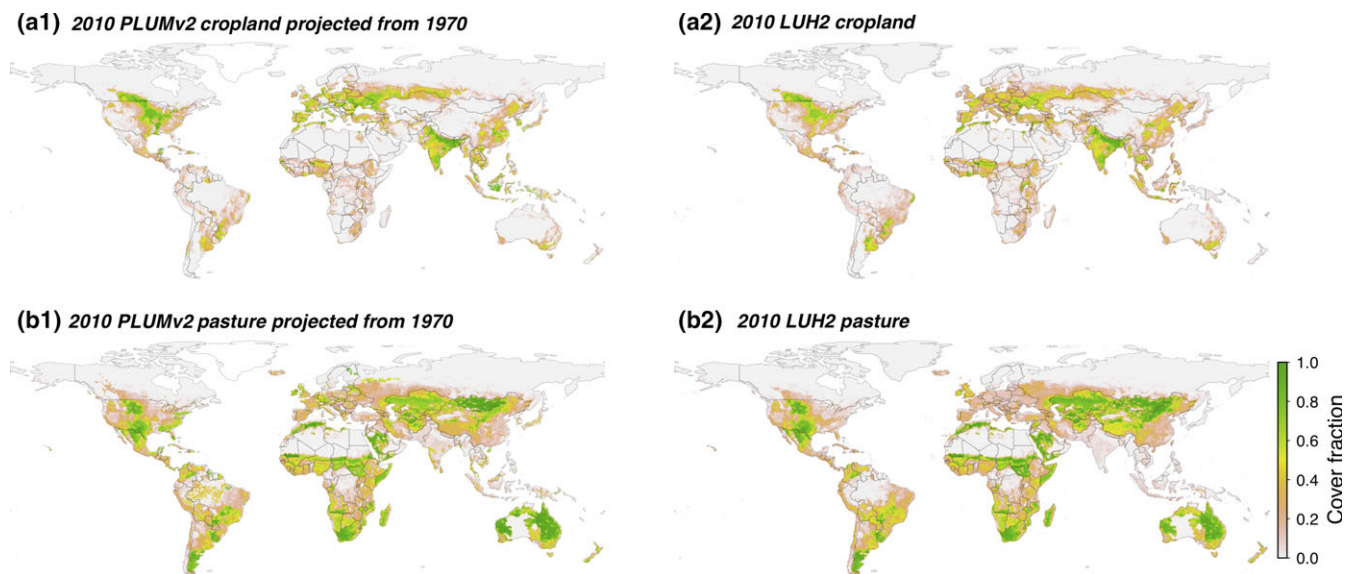 (a1) 2010 PLUMv2 cropland projected from 1970
(a2) 2010 LUH2 cropland
(b1) 2010 PLUMv2 pasture projected from 1970
(b2) 2010 LUH2 pasture
1.0
0.8
0.6
0.4
0.2
0.0
Cover fraction